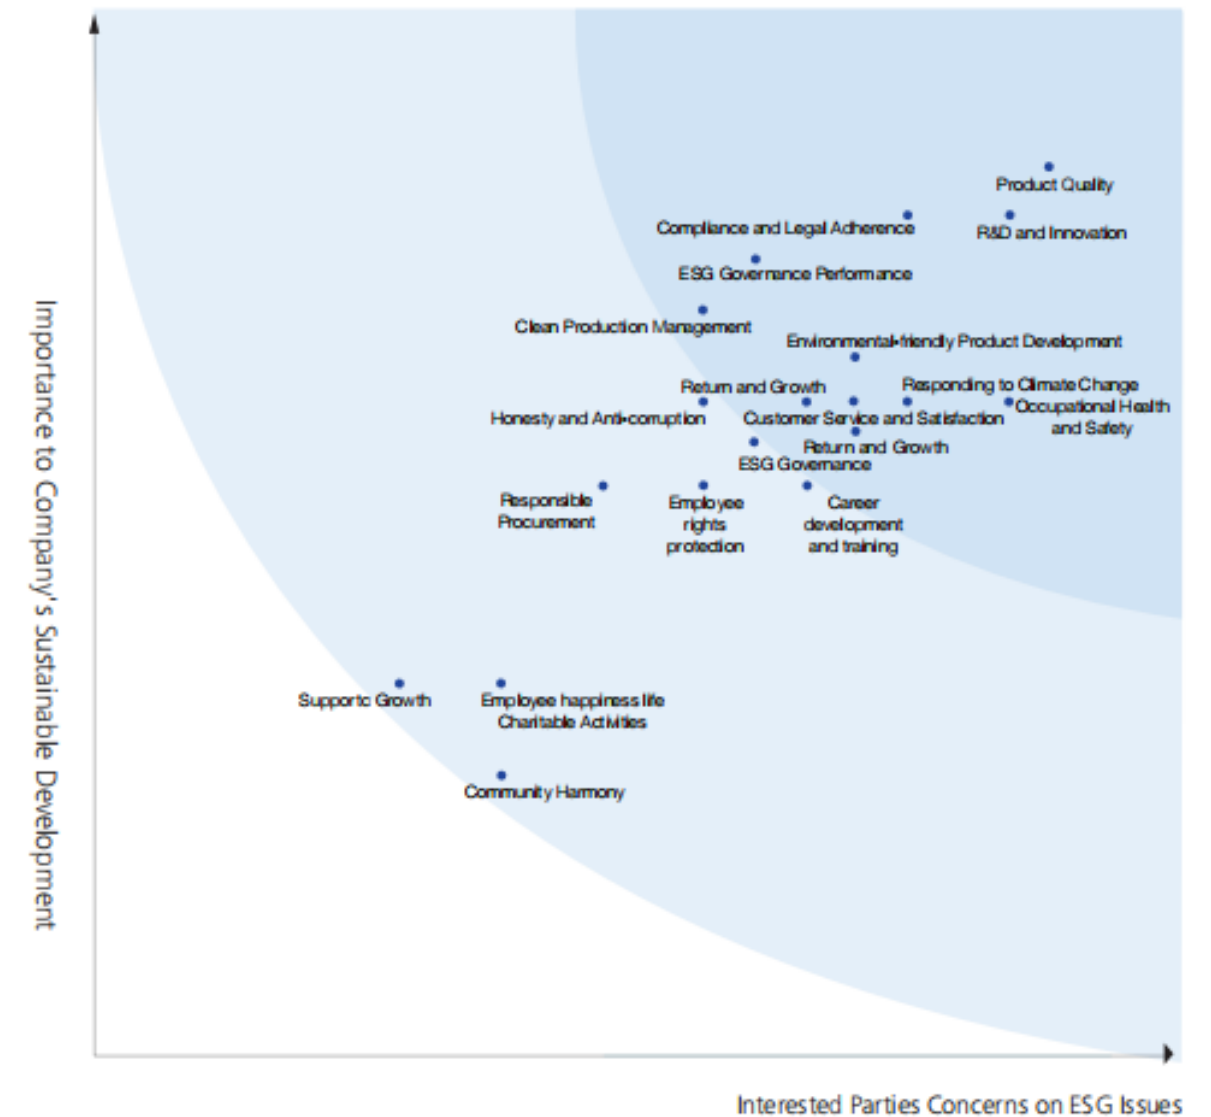 Product Quality
Compliance and Legal Adherence
R&D and Innovation
ESG Governance Performance
Clean Production Management
Environmental-friendly Product Development
Return and Growth
Responding to Climate Change
Honesty and Anti-corruption
Customer Service and Satisfaction
Occupational Health
and Safety
Return and Growth
ESG Governance
Responsible
Procurement
Employee
rights
protection
Career
development
and training
Supportc Growth
Employee happiness life
Charitable Activities
Community Harmony
Importance to Company's Sustainable Development
Interested Parties Concerns on ESG Issues